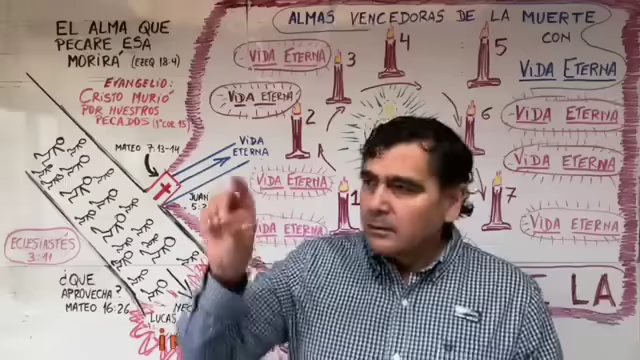 EL ALMA QUE
PECARE ESA
MORIRÁ (EZEQ 18:4)
EVANGELIO:
CRISTO MURIÓ
POR NUESTROS
PECADOS (1ª COR 15)
MATEO 7:13-14
VIDA
ETERNA
JUAN
ECLESIASTÉS
3:11
¿QUE
APROVECHA?
MATEO 16:26
LUCAS
ALMAS VENCEDORAS DE LA MUERTE
CON
VIDA ETERNA
VIDA ETERNA
VIDA ETERNA
VIDA ETERNA
VIDA ETERNA
VIDA ETERNA
VIDA ETERNA
VIDA ETERNA
1
2
3
4
5
6
7
E LA